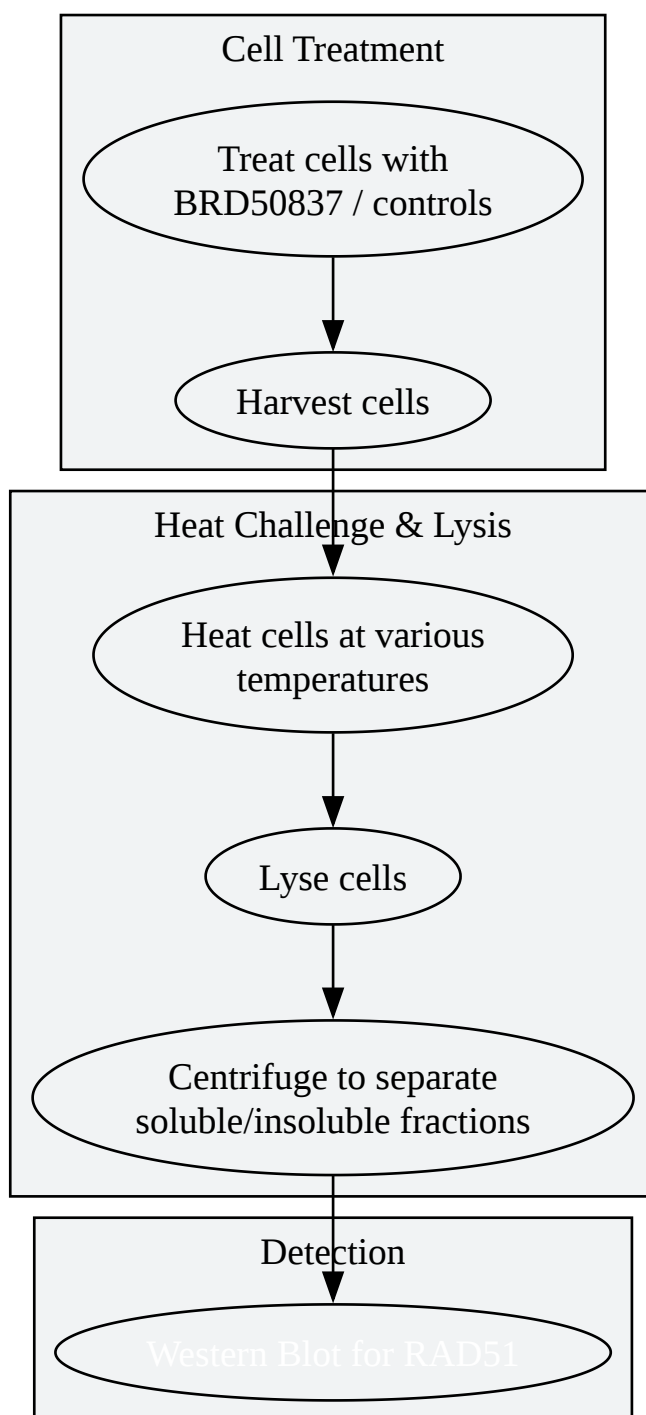 Cell Treatment
Treat cells with
BRD50837 / controls
Harvest cells
Heat Challenge & Lysis
Heat cells at various
temperatures
Lyse cells
Centrifuge to separate
soluble/insoluble fractions
Detection
Western Blot for RAD51